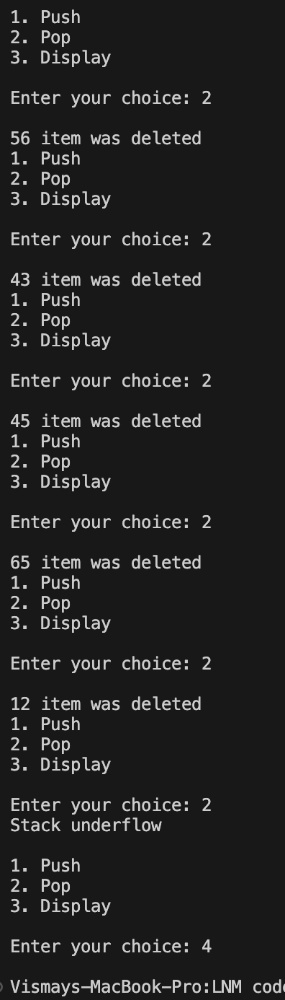 1. Push
2. Pop
3. Display
Enter your choice: 2
56 item was deleted
1. Push
2. Pop
3. Display
Enter your choice: 2
43 item was deleted
1. Push
2. Pop
3. Display
Enter your choice: 2
45 item was deleted
1. Push
2. Pop
3. Display
Enter your choice: 2
65 item was deleted
1. Push
2. Pop
3. Display
Enter your choice: 2
12 item was deleted
1. Push
2. Pop
3. Display
Enter your choice: 2
Stack underflow
1. Push
2. Pop
3. Display
Enter your choice: 4
Vismays-MacBook-Pro:LNM code